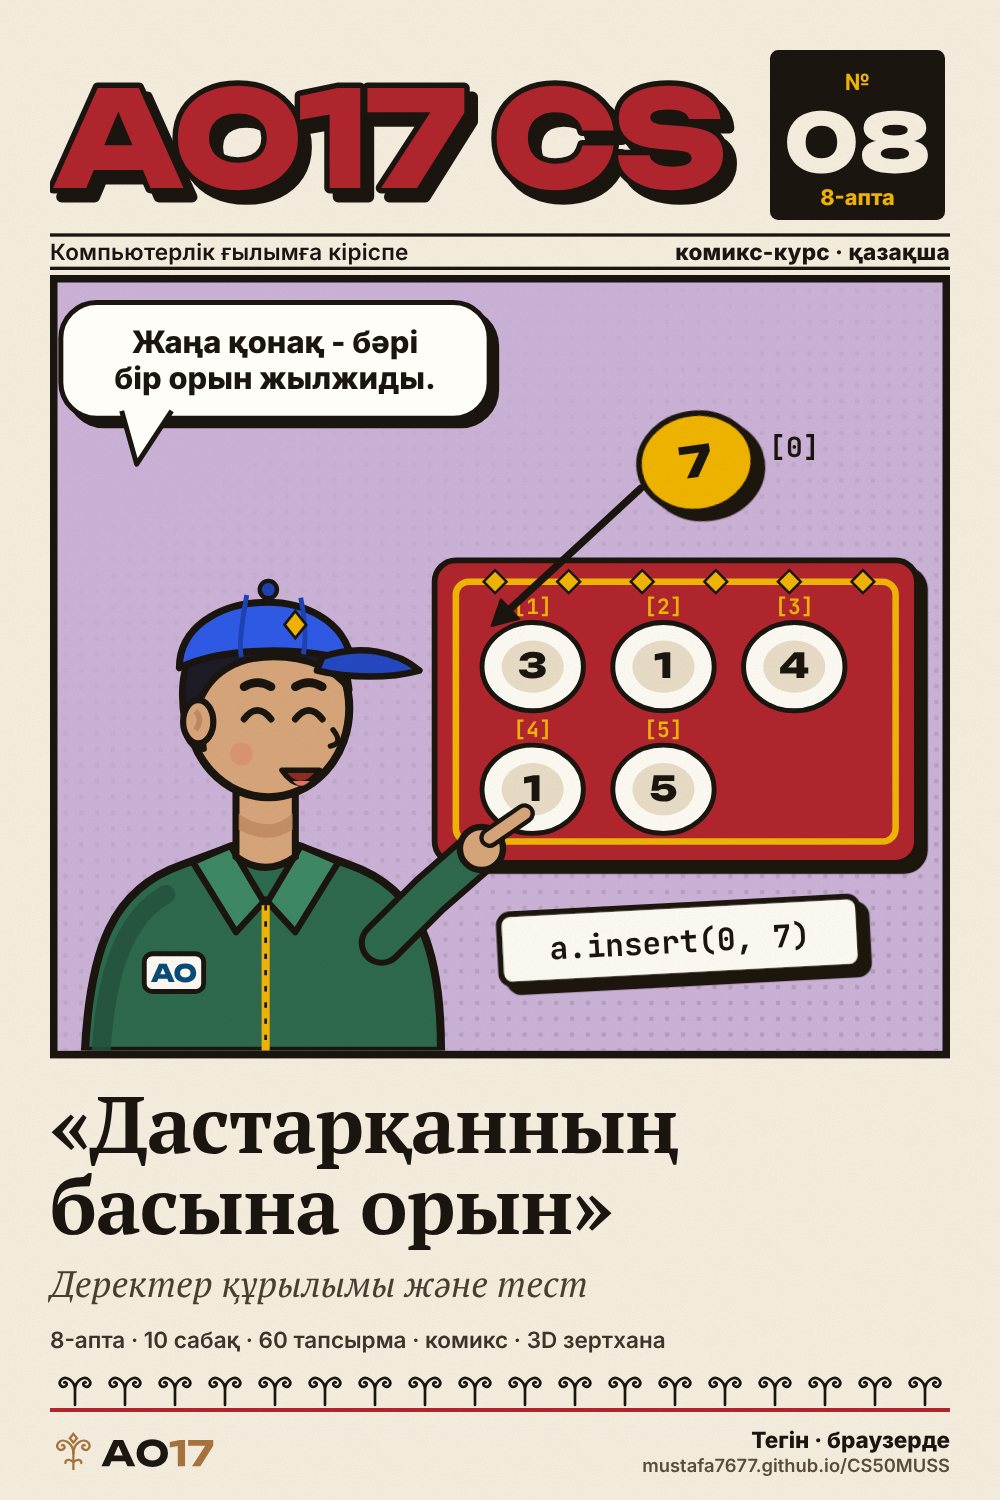 AO17 CS
№
08
8-апта
Компьютерлік ғылымға кіріспе
комикс-курс · қазақша
Жаңа қонақ - бәрі
бір орын жылжиды.
7 [0]
[1] [2] [3]
3 1 4
[4] [5]
1 5
a.insert(0, 7)
AO
«Дастарқанның
басына орын»
Деректер құрылымы және тест
8-апта · 10 сабақ · 60 тапсырма · комикс · 3D зертхана
AO17
Тегін · браузерде
mustafa7677.github.io/CS50MUSS